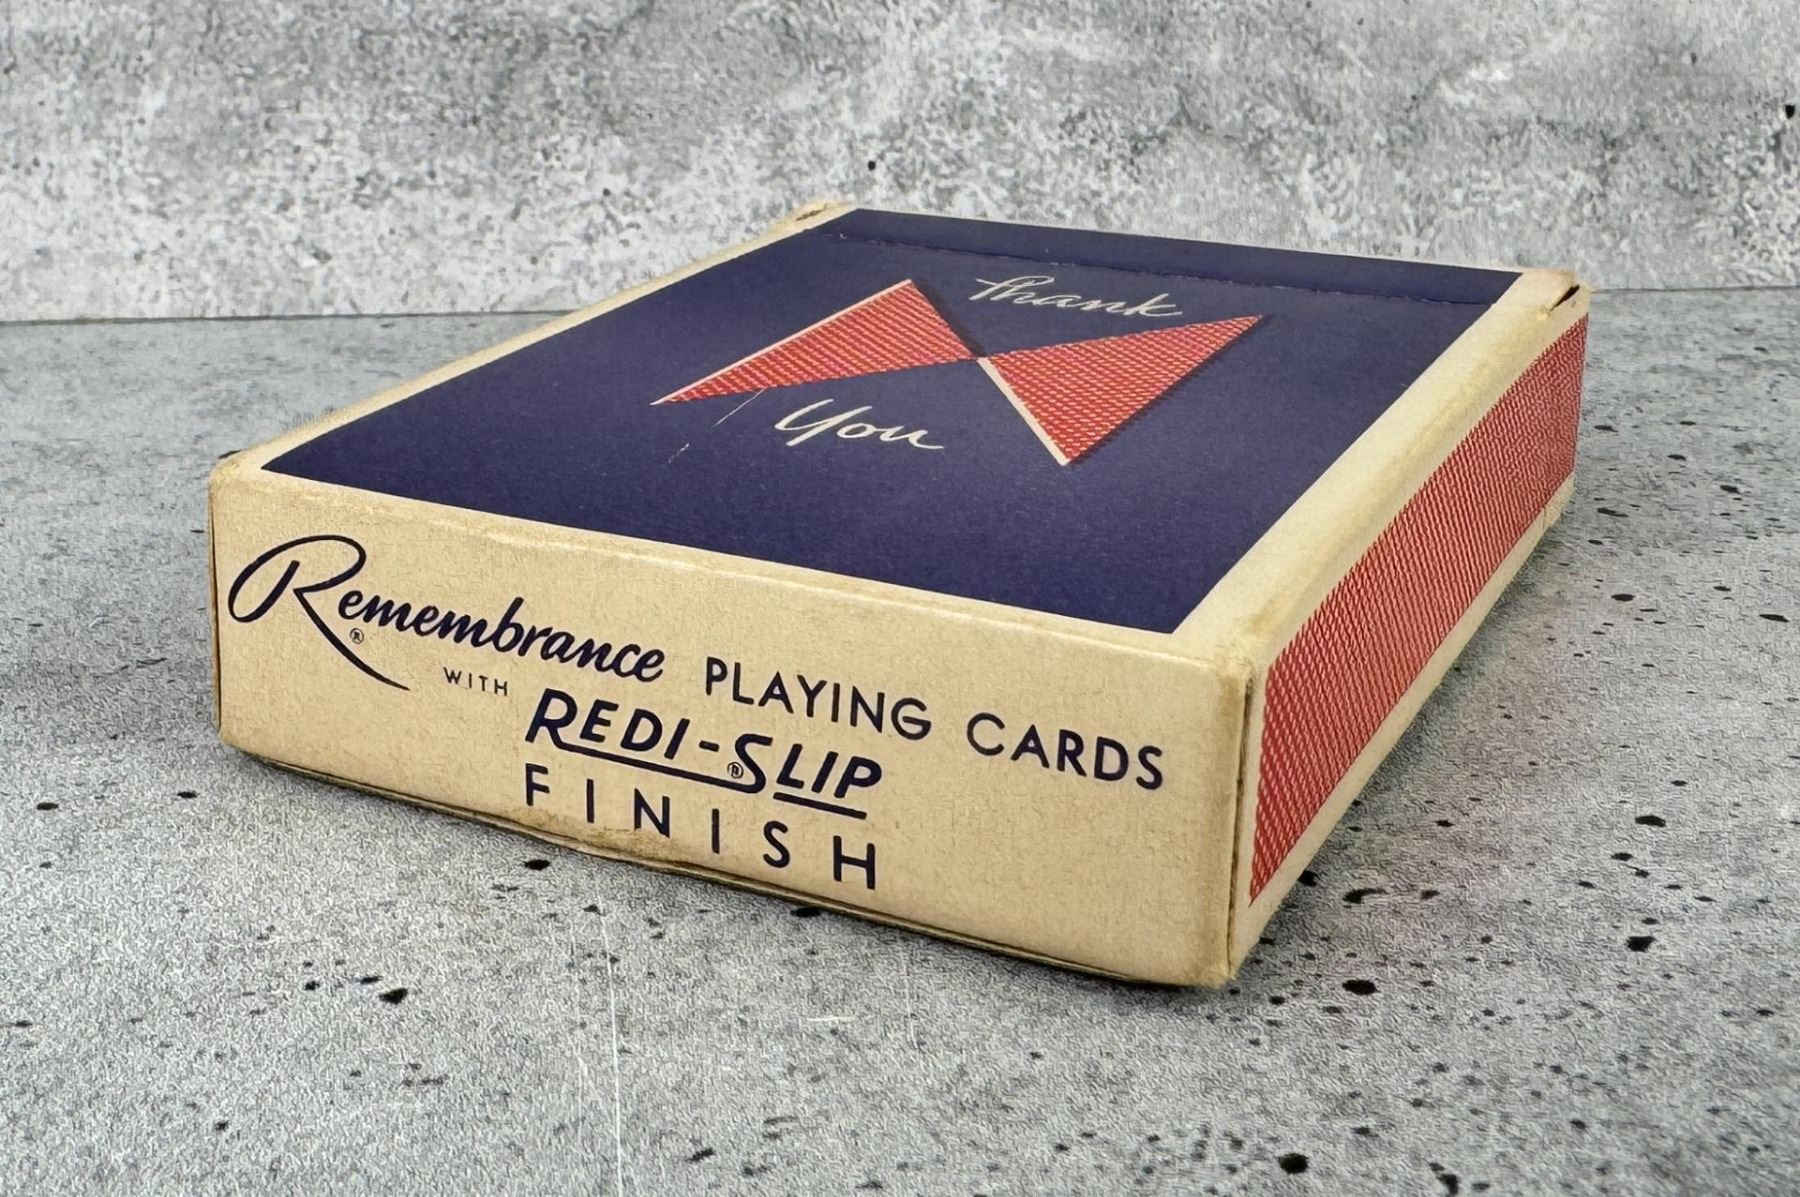 Thank
You
Remembrance® PLAYING CARDS
WITH REDI-SLIP®
FINISH